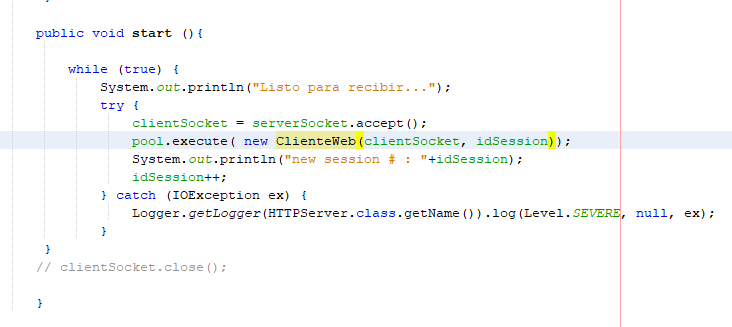 public void start (){
while (true) {
System.out.println("Listo para recibir...");
try {
clientSocket = serverSocket.accept();
pool.execute( new ClienteWeb(clientSocket, idSession));
System.out.println("new session # : "+idSession);
idSession++;
} catch (IOException ex) {
Logger.getLogger(HTTPServer.class.getName()).log(Level.SEVERE, null, ex);
}
}
// clientSocket.close();
}